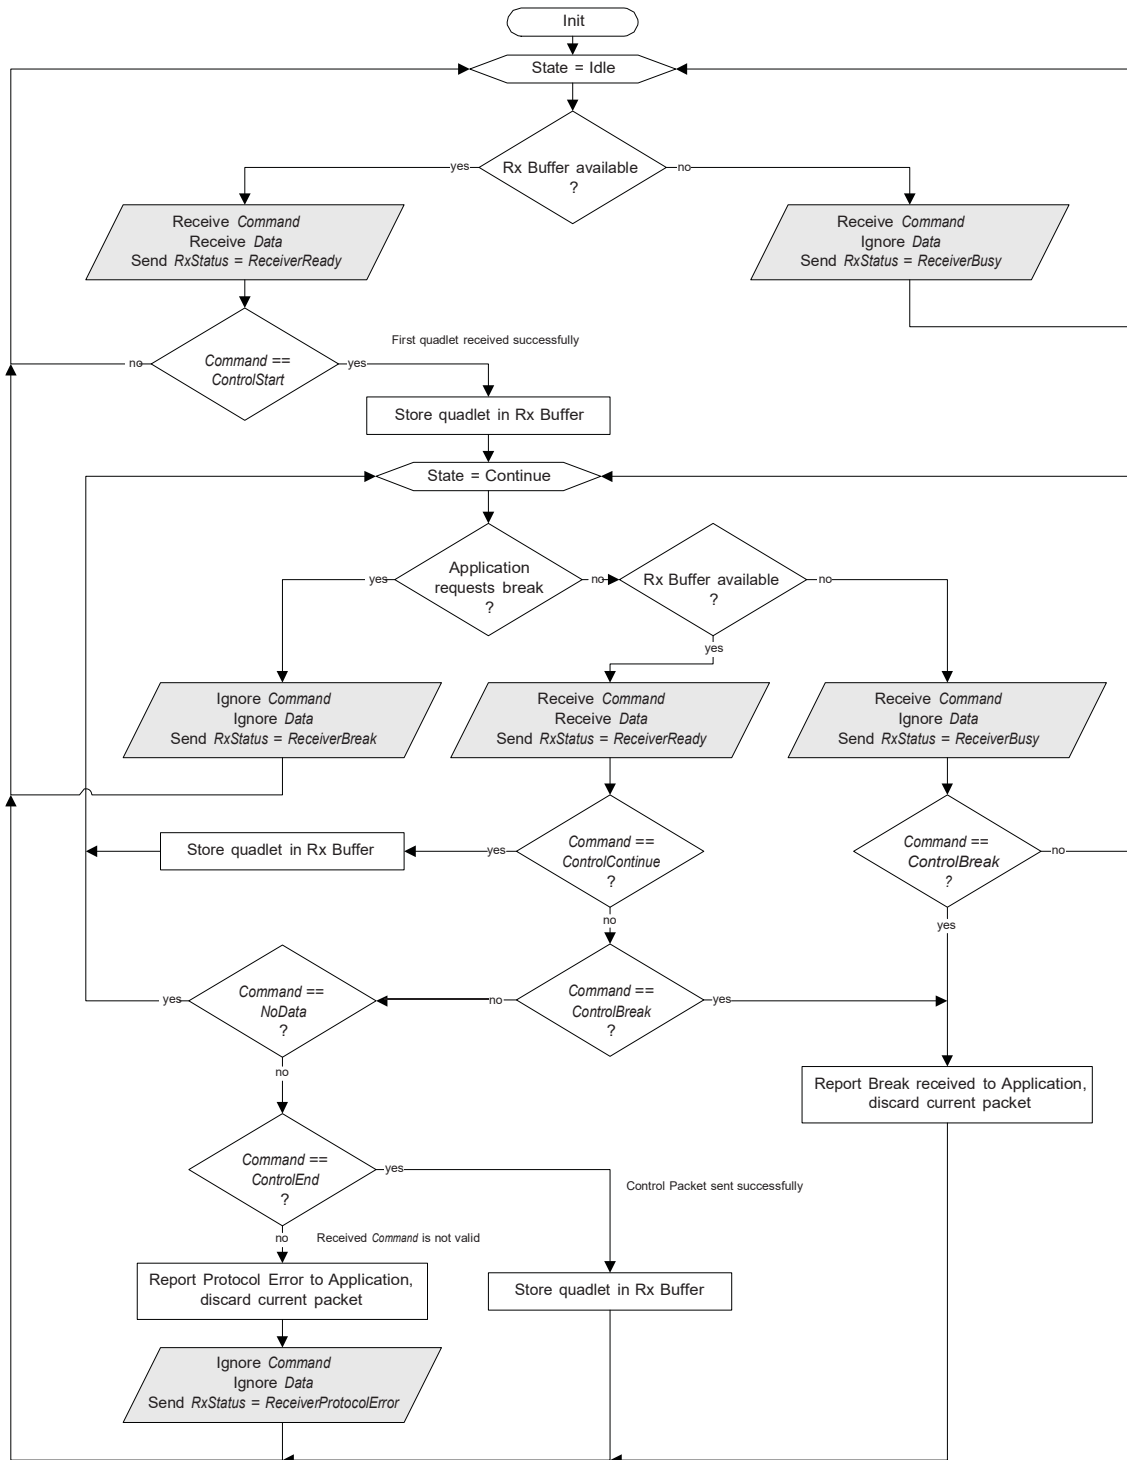 Init
State = Idle
Rx Buffer available
?
yes
no
Receive Command
Receive Data
Send RxStatus = ReceiverReady
Receive Command
Ignore Data
Send RxStatus = ReceiverBusy
First quadlet received successfully
Command ==
ControlStart
no
yes
Store quadlet in Rx Buffer
State = Continue
Application
requests break
?
yes
no
Rx Buffer available
?
no
yes
Ignore Command
Ignore Data
Send RxStatus = ReceiverBreak
Receive Command
Receive Data
Send RxStatus = ReceiverReady
Receive Command
Ignore Data
Send RxStatus = ReceiverBusy
Store quadlet in Rx Buffer
yes
Command ==
ControlContinue
?
no
Command ==
ControlBreak
?
no
yes
yes
Command ==
NoData
?
no
no
Command ==
ControlBreak
?
yes
Report Break received to Application,
discard current packet
Command ==
ControlEnd
?
yes
Control Packet sent successfully
no
Received Command is not valid
Report Protocol Error to Application,
discard current packet
Store quadlet in Rx Buffer
Ignore Command
Ignore Data
Send RxStatus = ReceiverProtocolError